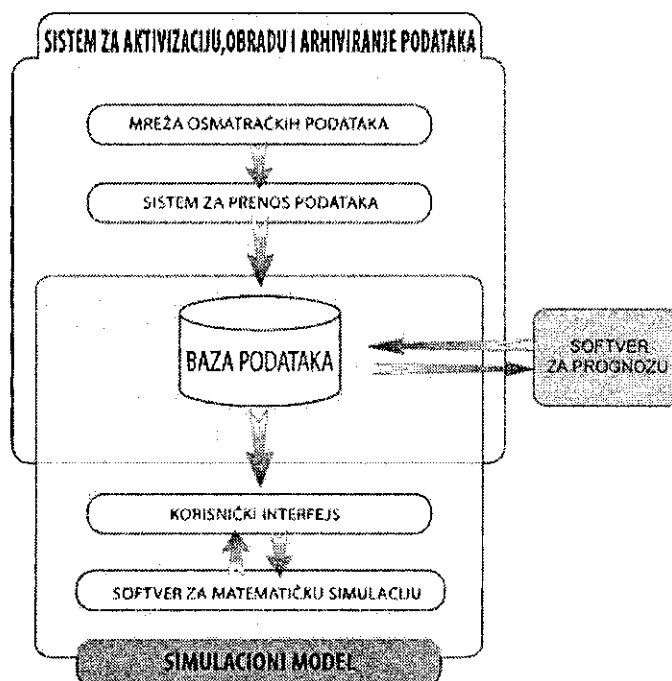 SISTEM ZA AKTIVIZACIJU,OBRADU I ARHIVIRANJE PODATAKA
MREŽA OSMATRAČKIH PODATAKA
SISTEM ZA PRENOS PODATAKA
BAZA PODATAKA
SOFTVER
ZA PROGNOZU
KORISNIČKI INTERFEJS
SOFTVER ZA MATEMATIČKU SIMULACIJU
SIMULACIONI MODEL